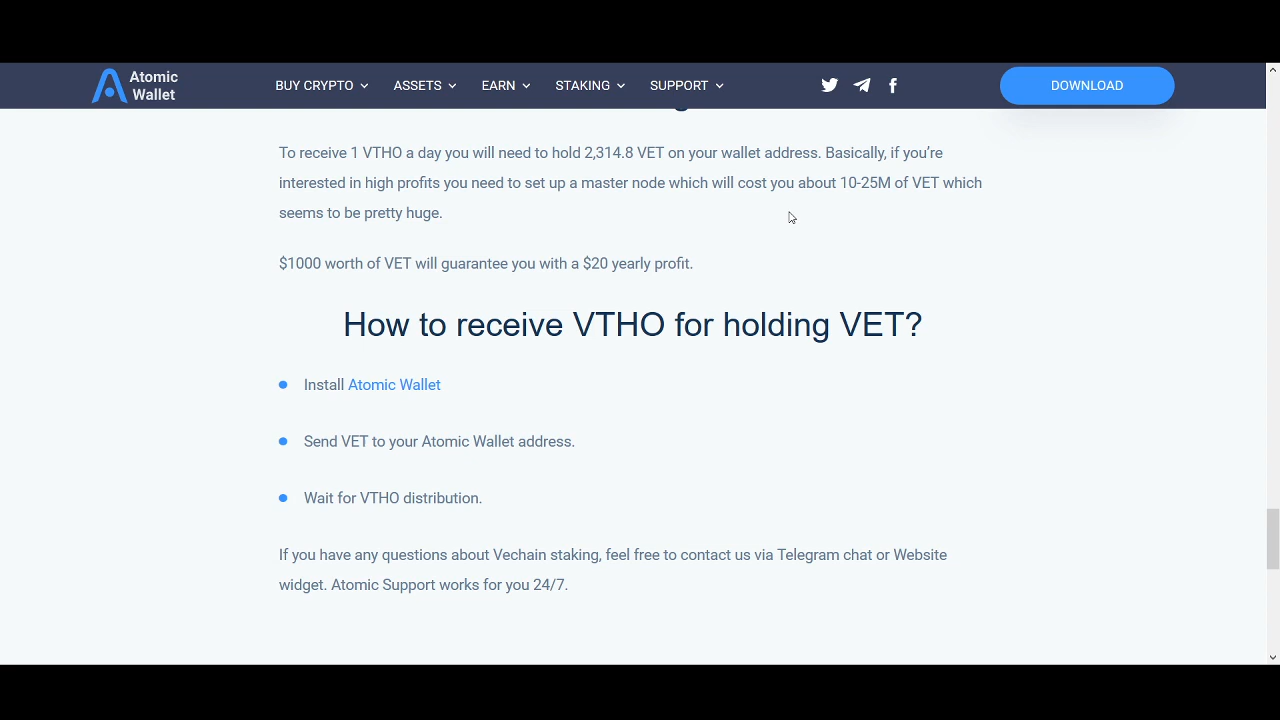 Atomic
Wallet
BUY CRYPTO
ASSETS
EARN
STAKING
SUPPORT
DOWNLOAD
To receive 1 VTHO a day you will need to hold 2,314.8 VET on your wallet address. Basically, if you’re
interested in high profits you need to set up a master node which will cost you about 10-25M of VET which
seems to be pretty huge.
$1000 worth of VET will guarantee you with a $20 yearly profit.
How to receive VTHO for holding VET?
Install Atomic Wallet
Send VET to your Atomic Wallet address.
Wait for VTHO distribution.
If you have any questions about Vechain staking, feel free to contact us via Telegram chat or Website
widget. Atomic Support works for you 24/7.